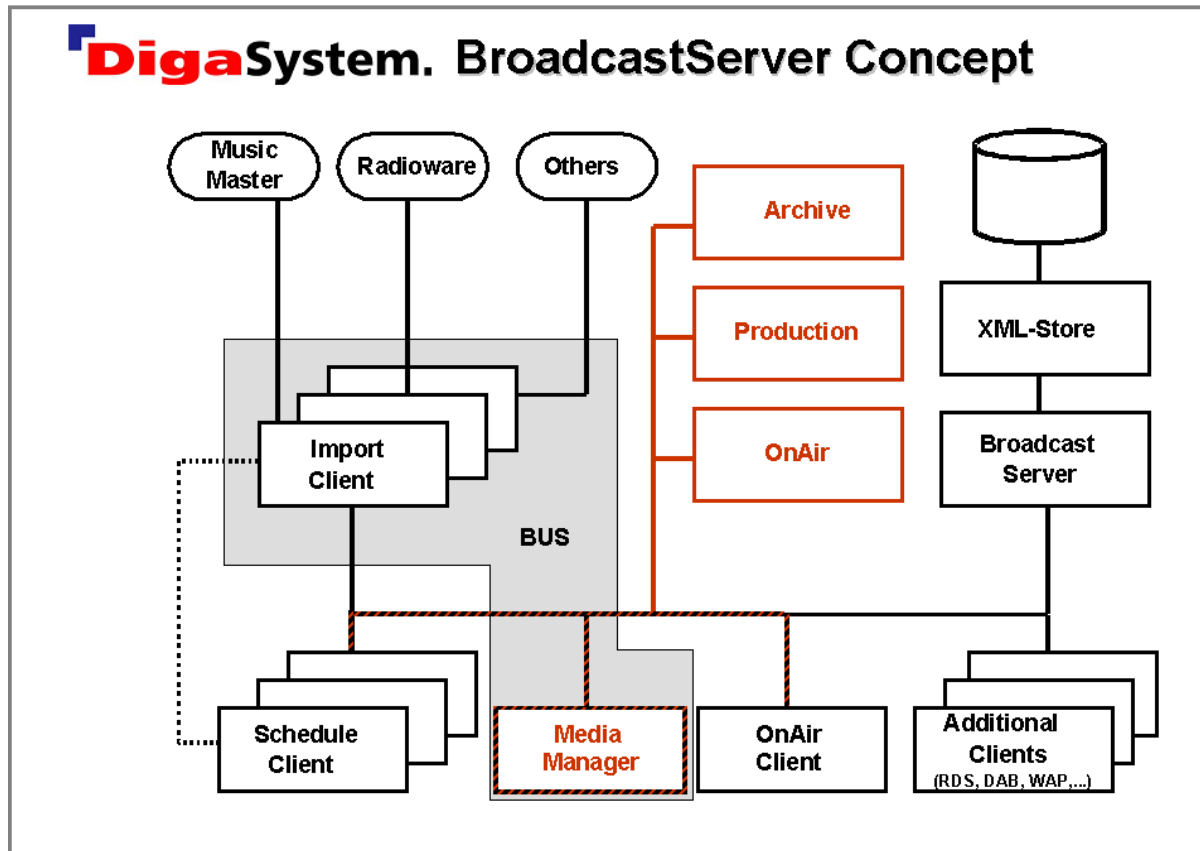 DigaSystem. BroadcastServer Concept
Music
Master
Radioware
Others
Archive
Production
XML-Store
Import
Client
OnAir
Broadcast
Server
BUS
Schedule
Client
Media
Manager
OnAir
Client
Additional
Clients
(RDS, DAB, WAP,...)